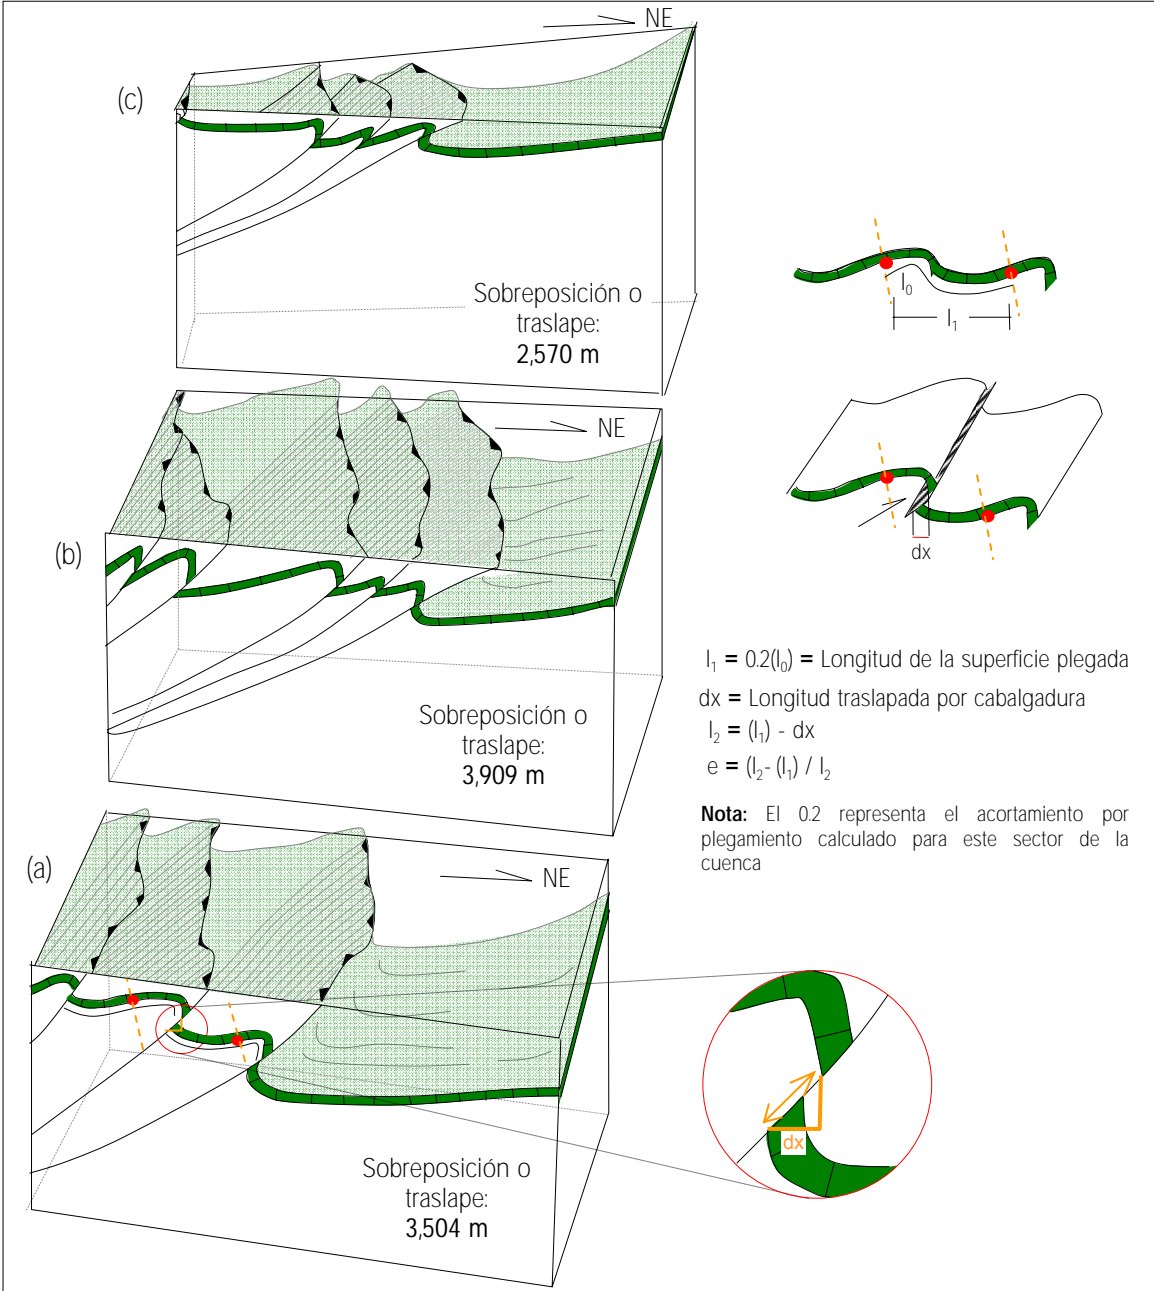 NE
(c)
Sobreposición o
traslape:
2,570 m
l₀
l₁
NE
(b)
dx
Sobreposición o
traslape:
3,909 m
l₁ = 0.2(l₀) = Longitud de la superficie plegada
dx = Longitud traslapada por cabalgadura
l₂ = (l₁) - dx
e = (l₂- (l₁) / l₂
Nota: El 0.2 representa el acortamiento por
plegamiento calculado para este sector de la
cuenca
(a)
NE
dx
Sobreposición o
traslape:
3,504 m